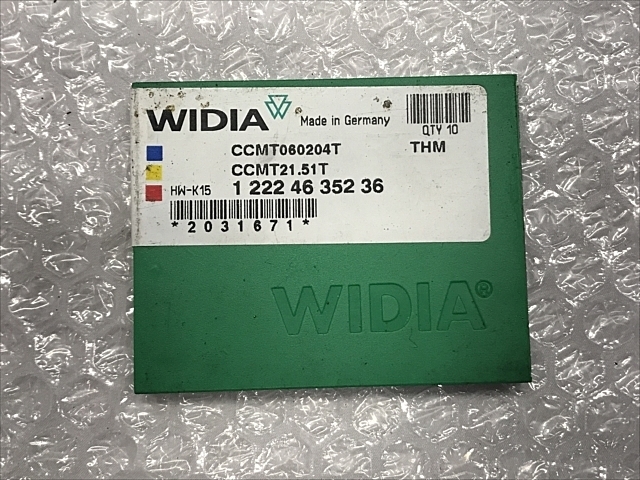 WIDIA Made in Germany
QTY 10
CCMT060204T THM
CCMT21.51T
HW-K15 1 222 46 352 36
*2031671*
WIDIA®